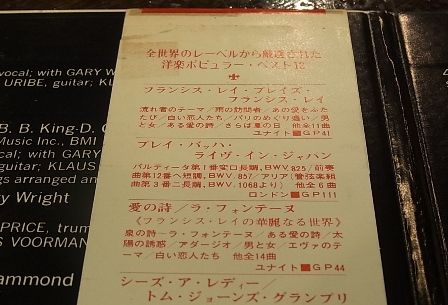 全世界のレーベルから厳選された
洋楽ポピュラー・ベスト12
フランシス・レイ・プレイズ・
フランシス・レイ
流れ者のテーマ/雨の訪問者/あの愛をふた
たび/白い恋人たち/パリのめぐり逢い/男
と女/ある愛の詩/さらば夏の日 他全11曲
ユナイト■GP41
プレイ・バッハ・
ライヴ・イン・ジャパン
パルティータ第1番変ロ長調、BWV.825/前奏
曲第12番ヘ短調、BWV.857/アリア(管弦楽組
曲第3番ニ長調、BWV.1068より) 他全6曲
ロンドン■GP111
愛の詩/ラ・フォンテーヌ
《フランシス・レイの華麗なる世界》
泉の詩～ラ・フォンテーヌ/ある愛の詩/太
陽の誘惑/アダージオ/男と女/エヴァのテ
ーマ/白い恋人たち 他全14曲
ユナイト■GP44
シーズ・ア・レディー/
トム・ジョーンズ・グランプリ
vocal; with GARY W
URIBE, guitar; KL
B. B. King-D. C
Music Inc., BMI
guitar; KLAUS
gs arranged an
y Wright
PRICE, trum
S VOORMAN
ammond